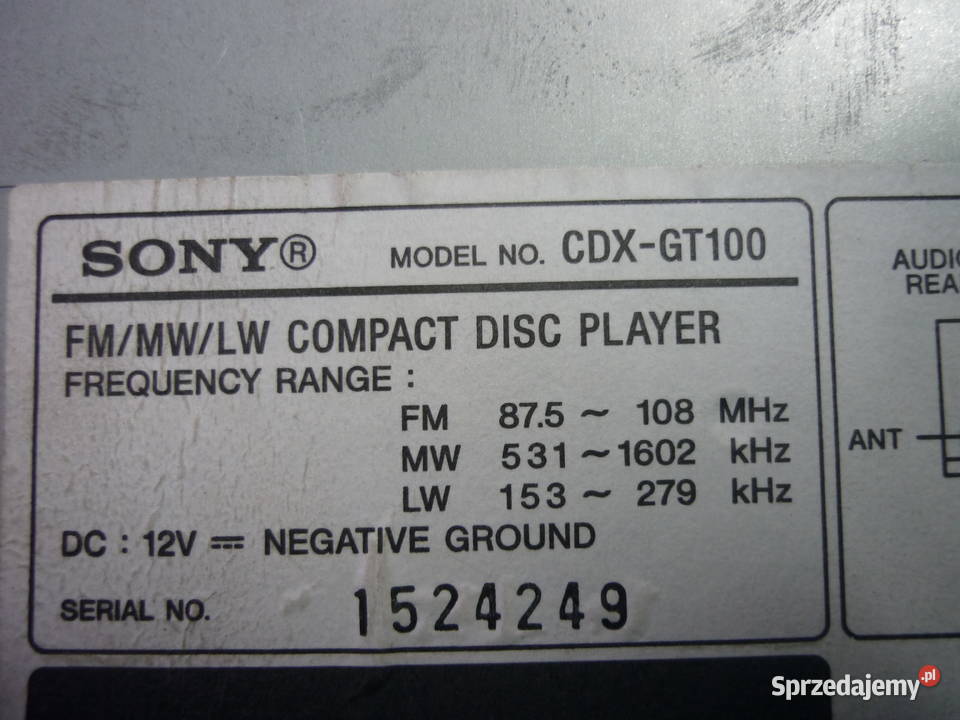 SONY® MODEL NO. CDX-GT100
FM/MW/LW COMPACT DISC PLAYER
FREQUENCY RANGE :
FM 87.5 ~ 108 MHz
MW 531 ~ 1602 kHz
LW 153 ~ 279 kHz
DC : 12V ⎓ NEGATIVE GROUND
SERIAL NO. 1524249
AUDIO
REA
ANT
Sprzedajemy.pl